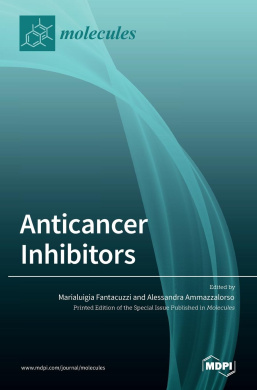 molecules
Anticancer
Inhibitors
Edited by
Marialuigia Fantacuzzi and Alessandra Ammazzalorso
Printed Edition of the Special Issue Published in Molecules
www.mdpi.com/journal/molecules
MDPI